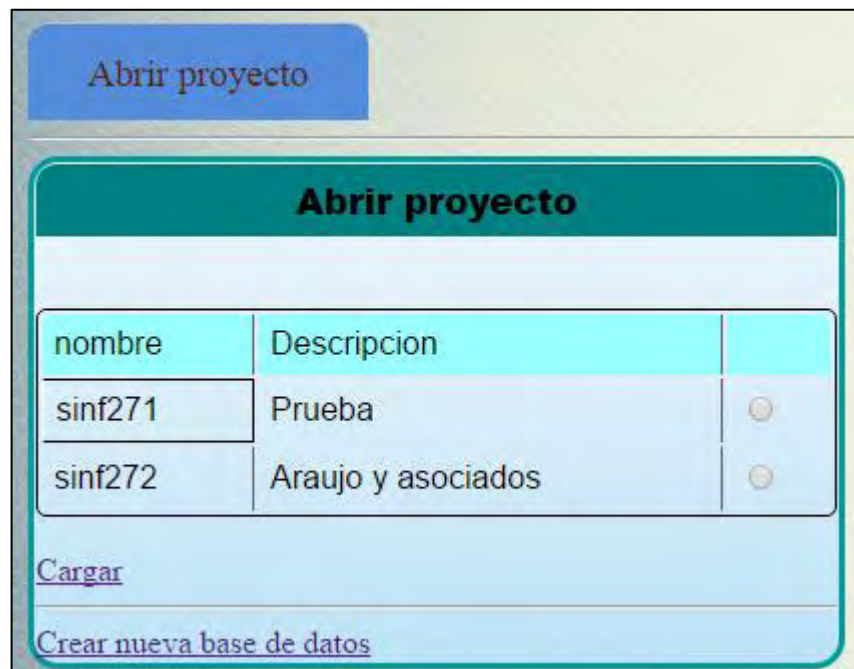 Abrir proyecto
Abrir proyecto
nombre Descripcion
sinf271 Prueba
sinf272 Araujo y asociados
Cargar
Crear nueva base de datos